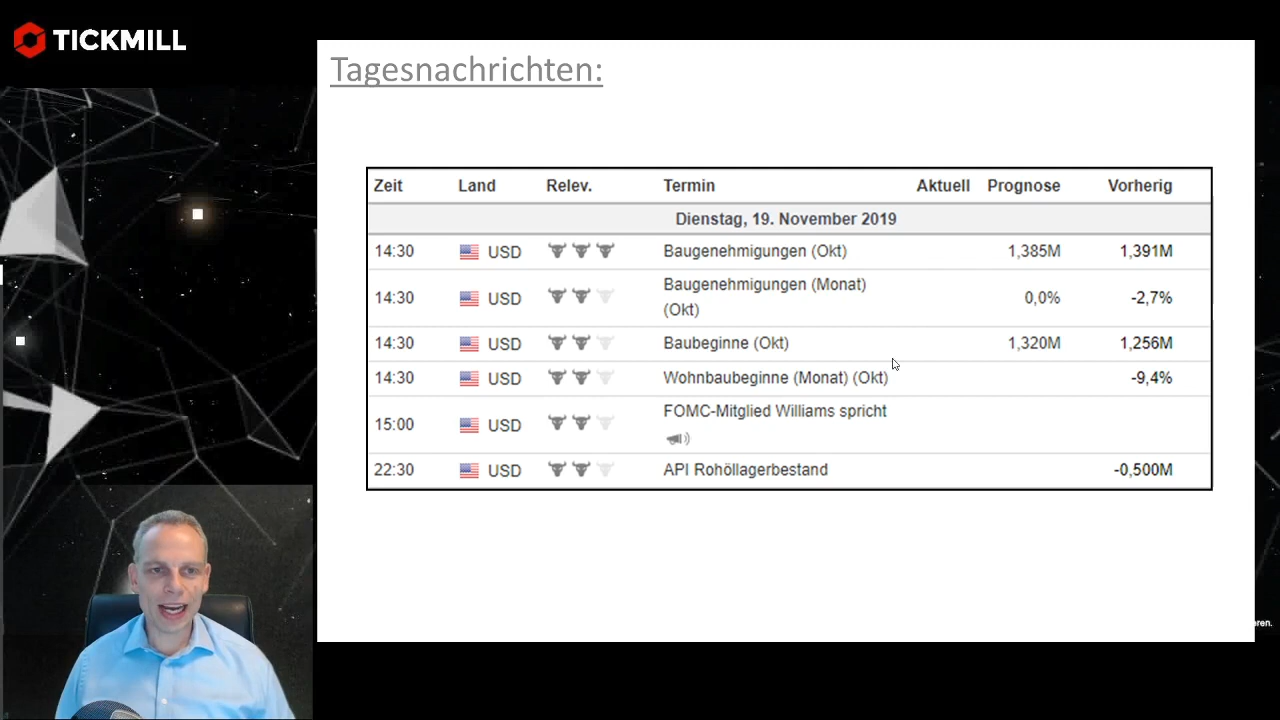 TICKMILL
Tagesnachrichten:
Zeit Land Relev. Termin Aktuell Prognose Vorherig
Dienstag, 19. November 2019
14:30 USD Baugenehmigungen (Okt) 1,385M 1,391M
14:30 USD Baugenehmigungen (Monat) (Okt) 0,0% -2,7%
14:30 USD Baubeginne (Okt) 1,320M 1,256M
14:30 USD Wohnbaubeginne (Monat) (Okt) -9,4%
15:00 USD FOMC-Mitglied Williams spricht
22:30 USD API Rohöllagerbestand -0,500M
eren.